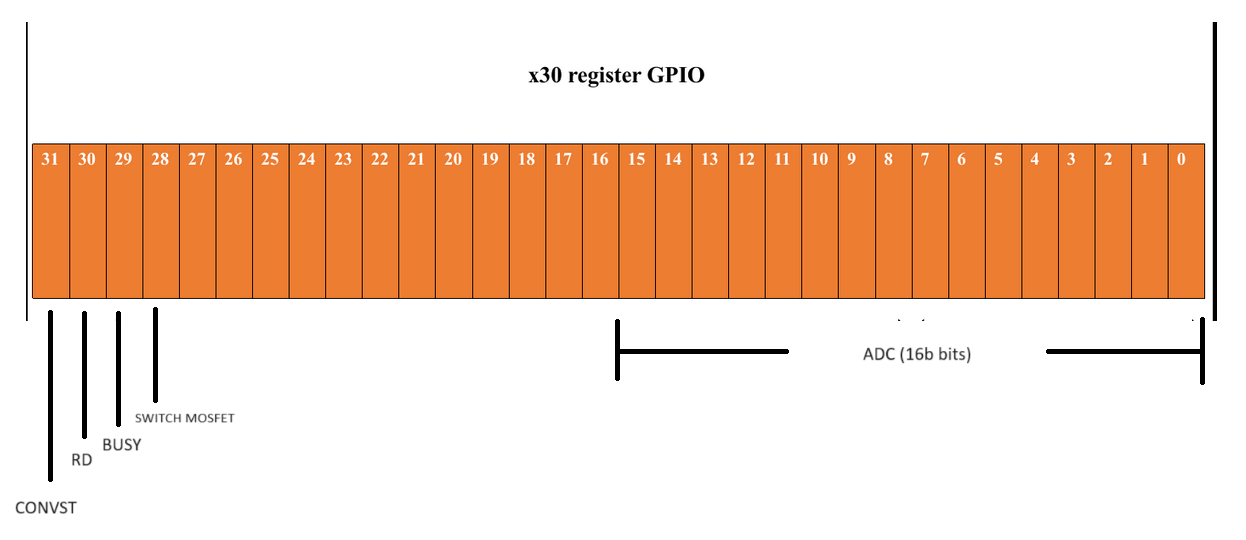 x30 register GPIO
31 30 29 28 27 26 25 24 23 22 21 20 19 18 17 16 15 14 13 12 11 10 9 8 7 6 5 4 3 2 1 0
ADC (16b bits)
SWITCH MOSFET
BUSY
RD
CONVST